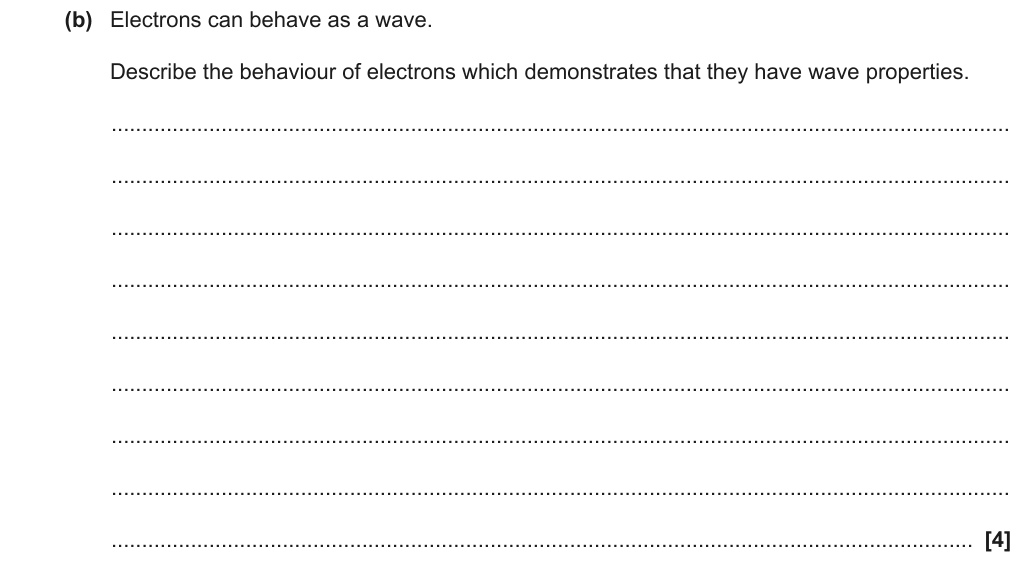 (b) Electrons can behave as a wave.
Describe the behaviour of electrons which demonstrates that they have wave properties.
[4]